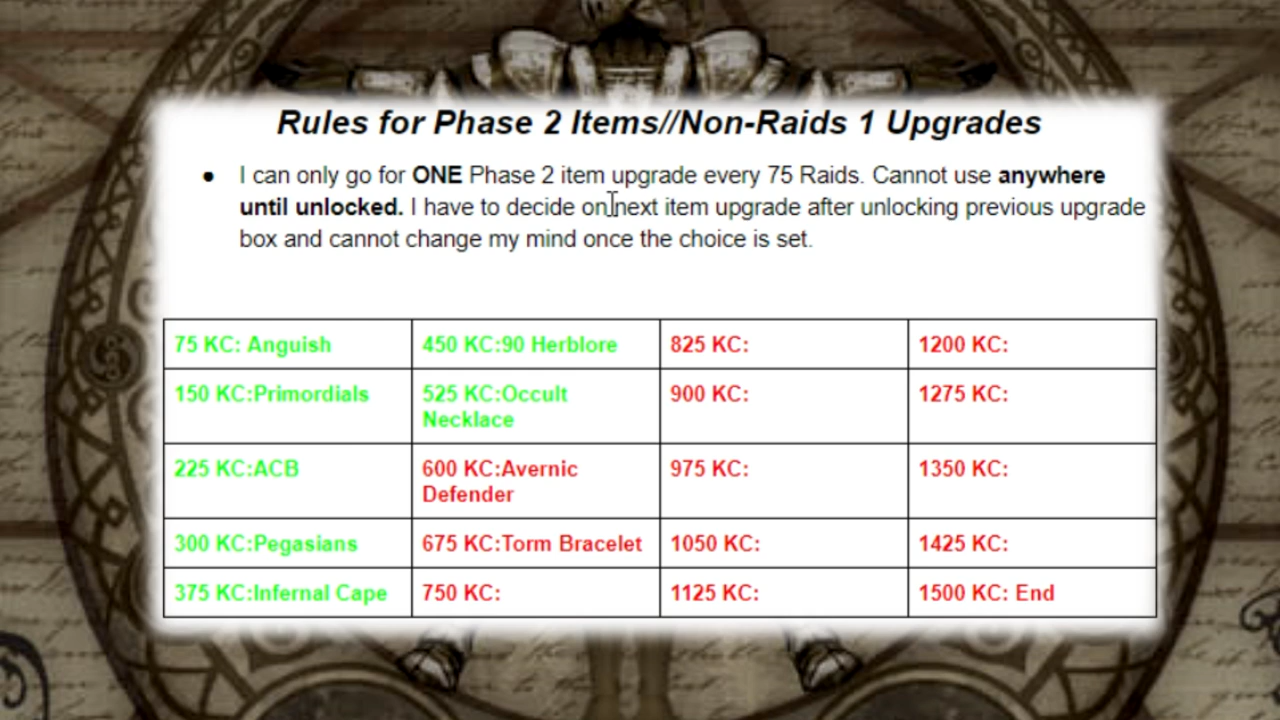 Rules for Phase 2 Items//Non-Raids 1 Upgrades
● I can only go for ONE Phase 2 item upgrade every 75 Raids. Cannot use anywhere
until unlocked. I have to decide on next item upgrade after unlocking previous upgrade
box and cannot change my mind once the choice is set.
75 KC: Anguish
450 KC:90 Herblore
825 KC:
1200 KC:
150 KC:Primordials
525 KC:Occult
Necklace
900 KC:
1275 KC:
225 KC:ACB
600 KC:Avernic
Defender
975 KC:
1350 KC:
300 KC:Pegasians
675 KC:Torm Bracelet
1050 KC:
1425 KC:
375 KC:Infernal Cape
750 KC:
1125 KC:
1500 KC: End